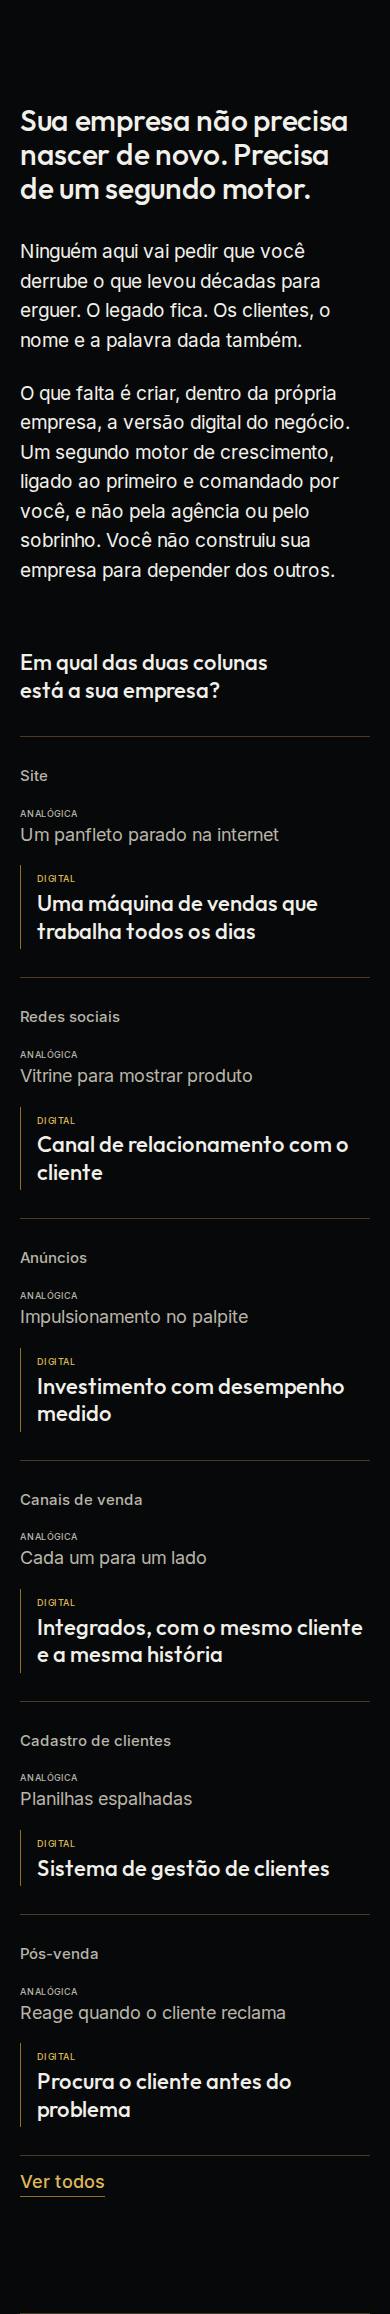 Sua empresa não precisa
nascer de novo. Precisa
de um segundo motor.
Ninguém aqui vai pedir que você
derrube o que levou décadas para
erguer. O legado fica. Os clientes, o
nome e a palavra dada também.
O que falta é criar, dentro da própria
empresa, a versão digital do negócio.
Um segundo motor de crescimento,
ligado ao primeiro e comandado por
você, e não pela agência ou pelo
sobrinho. Você não construiu sua
empresa para depender dos outros.
Em qual das duas colunas
está a sua empresa?
Site
ANALÓGICA
Um panfleto parado na internet
DIGITAL
Uma máquina de vendas que
trabalha todos os dias
Redes sociais
ANALÓGICA
Vitrine para mostrar produto
DIGITAL
Canal de relacionamento com o
cliente
Anúncios
ANALÓGICA
Impulsionamento no palpite
DIGITAL
Investimento com desempenho
medido
Canais de venda
ANALÓGICA
Cada um para um lado
DIGITAL
Integrados, com o mesmo cliente
e a mesma história
Cadastro de clientes
ANALÓGICA
Planilhas espalhadas
DIGITAL
Sistema de gestão de clientes
Pós-venda
ANALÓGICA
Reage quando o cliente reclama
DIGITAL
Procura o cliente antes do
problema
Ver todos